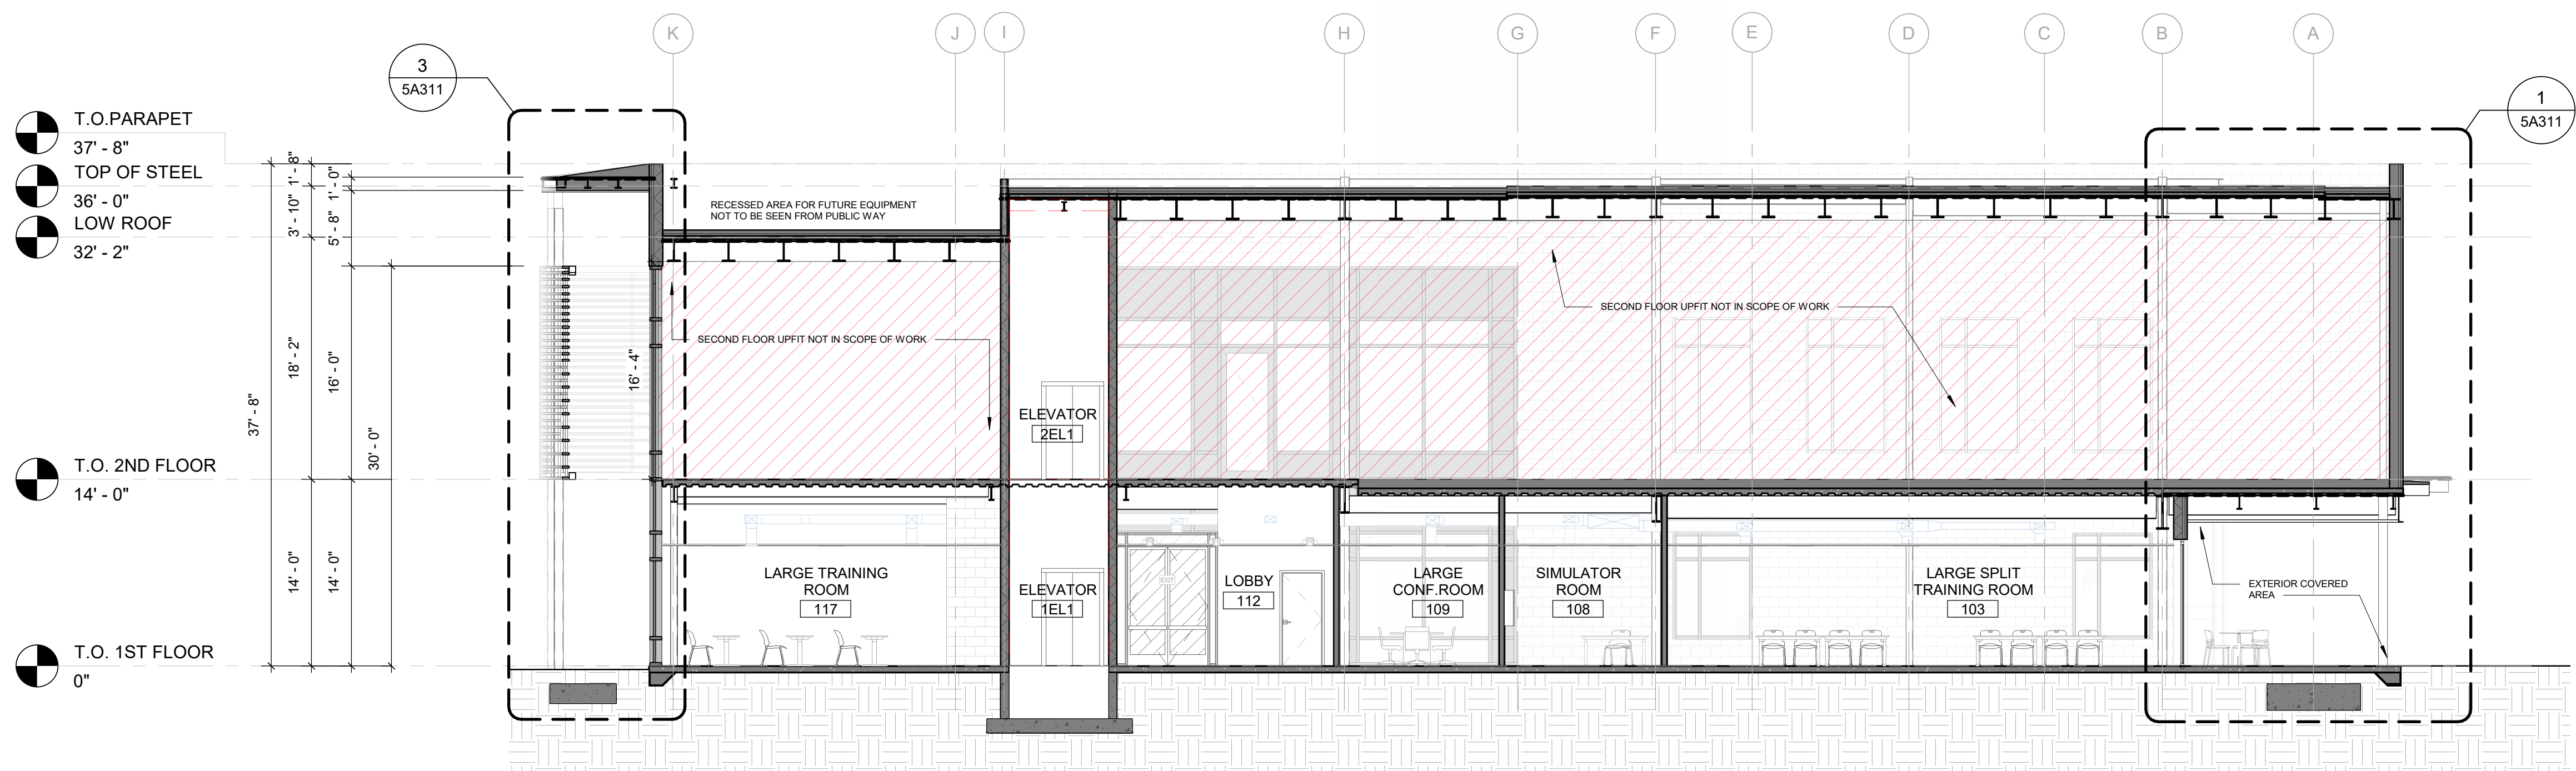 K
J
I
H
G
F
E
D
C
B
A
3
5A311
1
5A311
T.O.PARAPET
37' - 8"
TOP OF STEEL
36' - 0"
LOW ROOF
32' - 2"
T.O. 2ND FLOOR
14' - 0"
T.O. 1ST FLOOR
0"
37' - 8"
1' - 8"
3' - 10"
18' - 2"
14' - 0"
1' - 0"
5' - 8"
16' - 0"
14' - 0"
30' - 0"
16' - 4"
RECESSED AREA FOR FUTURE EQUIPMENT
NOT TO BE SEEN FROM PUBLIC WAY
SECOND FLOOR UPFIT NOT IN SCOPE OF WORK
SECOND FLOOR UPFIT NOT IN SCOPE OF WORK
ELEVATOR
2EL1
LARGE TRAINING
ROOM
117
ELEVATOR
1EL1
EXIT
LOBBY
112
LARGE
CONF.ROOM
109
SIMULATOR
ROOM
108
LARGE SPLIT
TRAINING ROOM
103
EXTERIOR COVERED
AREA